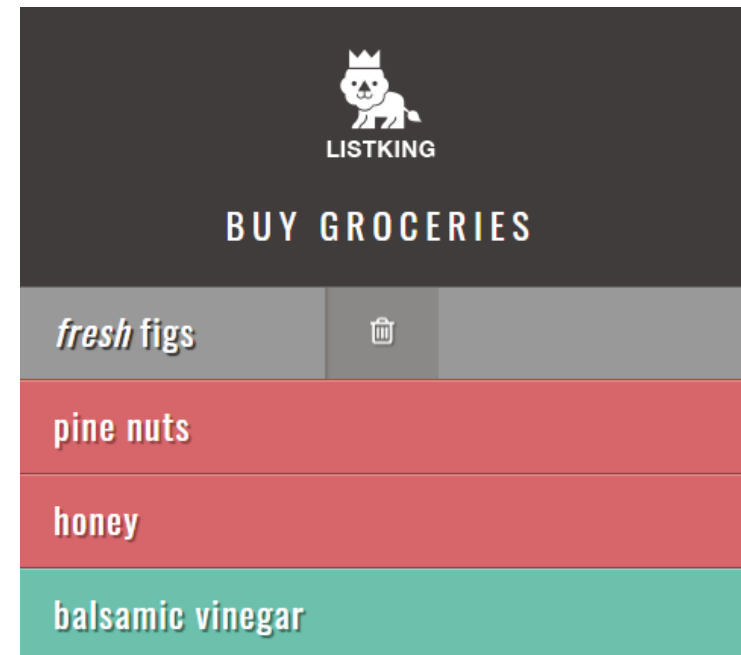 LISTKING
BUY GROCERIES
fresh figs
pine nuts
honey
balsamic vinegar